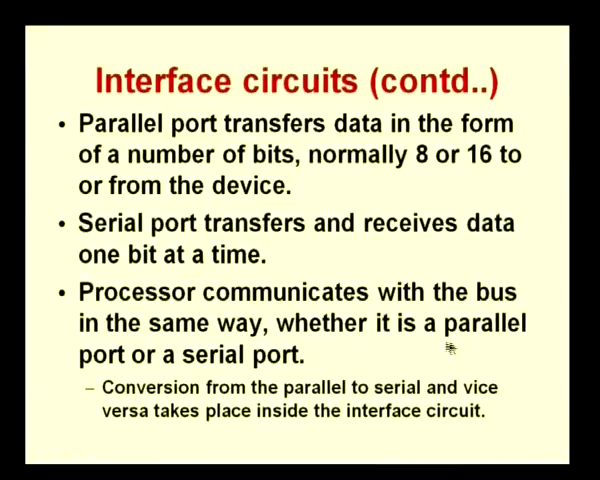 Interface circuits (contd..)
• Parallel port transfers data in the form
of a number of bits, normally 8 or 16 to
or from the device.
• Serial port transfers and receives data
one bit at a time.
• Processor communicates with the bus
in the same way, whether it is a parallel
port or a serial port.
– Conversion from the parallel to serial and vice
versa takes place inside the interface circuit.